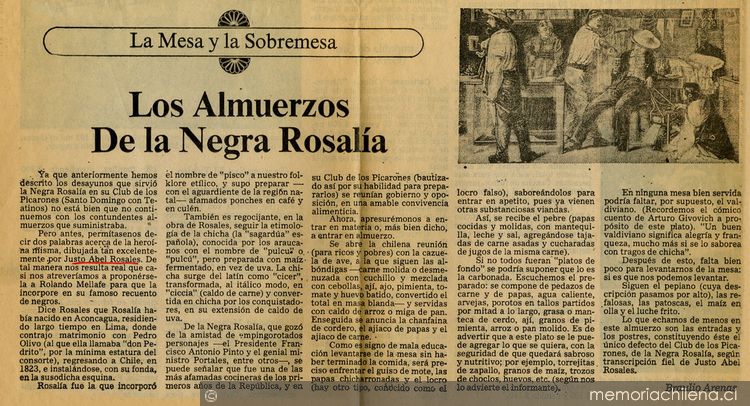 La Mesa y la Sobremesa
Los Almuerzos
De la Negra Rosalía
Ya que anteriormente hemos
descrito los desayunos que sirvió
la Negra Rosalía en su Club de los
Picarones (Santo Domingo con Te-
atinos) no está bien que no conti-
nuemos con los contundentes al-
muerzos que suministraba.
Pero antes, permítasenos de-
cir dos palabras acerca de la heroí-
na misma, dibujada tan excelente-
mente por Justo Abel Rosales. De
tal manera nos resulta real que ca-
si nos atreveríamos a proponérse-
la a Rolando Mellafe para que la
incorpore en su famoso recuento
de negros.
Dice Rosales que Rosalía ha-
bía nacido en Aconcagua, residien-
do largo tiempo en Lima, donde
contrajo matrimonio con Pedro
Olivo (al que ella llamaba "don Pe-
drito", por la mínima estatura del
consorte), regresando a Chile, en
1823, e instalándose, con su fonda,
en la susodicha esquina.
Rosalía fue la que incorporó
el nombre de "pisco" a nuestro fol-
klore etílico, y supo preparar —
con el aguardiente de la región na-
tal— afamados ponches en café y
en culén.
También es regocijante, en la
obra de Rosales, seguir la etimolo-
gía de la chicha (la "sagardúa" es-
pañola), conocida por los arauca-
nos con el nombre de "pulcú" o
"pulcú", pero preparada con maíz
fermentado, en vez de uva. La chi-
cha surge del latín como "cicer",
transformada, al itálico modo, en
"ciccia" (caldo de carne) y conver-
tida en chicha por los conquistado-
res, en su extensión de caldo de
uva.
De la Negra Rosalía, que gozó
de la amistad de "mpingrotados
personajes —el Presidente Fran-
cisco Antonio Pinto y el genial mi-
nistro Portales, entre otros—, se
puede señalar que fue una de las
más afamadas cocineras de los pri-
meros años de la República, y en
su Club de los Picarones (bautiza-
do así por su habilidad para prepa-
rarlos) se reunían gobierno y opo-
sición, en una amable convivencia
alimenticia.
Ahora, apresurémonos a en-
trar en materia o, más bien dicho,
a entrar en almuerzo.
Se abre la chilena reunión
(para ricos y pobres) con la cazue-
la de ave, a la que siguen las al-
bóndigas —carne molida o desme-
nuzada con cuchillo y mezclada
con cebollas, ají, ajo, pimienta, to-
mate y huevo batido, convertido el
total en masa blanda— y servidas
con caldo de arroz o miga de pan.
Enseguida se anuncia la chanfaina
de cordero, el ajiaco de papas y el
ajiaco de carne.
Como es signo de mala educa-
ción levantarse de la mesa sin ha-
ber terminado la comida, será pre-
ciso enfrentar el guiso de mote, las
papas chicharronadas y el locro
(hay otro tipo, conocido como el
locro falso), saboreándolos para
entrar en apetito, pues ya vienen
otras substanciosas viandas.
Así, se recibe el pebre (papas
cocidas y molidas, con mantequi-
lla, leche y sal, agregándose taja-
das de carne asadas y cucharadas
de jugos de la misma carne).
Si no todos fueran "platos de
fondo" se podría suponer que lo es
la carbonada. Escuchemos el pre-
parado: se compone de pedazos de
carne y de papas, agua caliente,
arvejas, porotos en tallos partidos
por mitad a lo largo, grasa o man-
teca de cerdo, ají, granos de pi-
mienta, arroz o pan molido. Es de
advertir que a este plato se le pue-
de agregar lo que se quiera, con la
seguridad de que quedará sabroso
y nutritivo; por ejemplo, torrejitas
de zapallo, granos de maíz, trozos
de choclos, huevos, etc. (según nos
lo advierte el informante).
En ninguna mesa bien servida
podría faltar, por supuesto, el val-
diviano. (Recordemos el cómico
cuento de Arturo Givovich a pro-
pósito de este plato). "Un buen
valdiviano significa alegría y fran-
queza, mucho más si se lo saborea
con tragos de chicha".
Después de esto, falta bien
poco para levantarnos de la mesa:
si es que nos podemos levantar.
Siguen el pepiano (cuya des-
cripción pasamos por alto), las re-
falosas, las patrascas, el maíz en
olla y el luche frito.
Lo que echamos de menos en
este almuerzo son las entradas y
los postres, constituyendo éste el
único defecto del Club de los Pica-
rones, de la Negra Rosalía, según
transcripción fiel de Justo Abel
Rosales.
Braulio Arenas
memoriachilena.cl